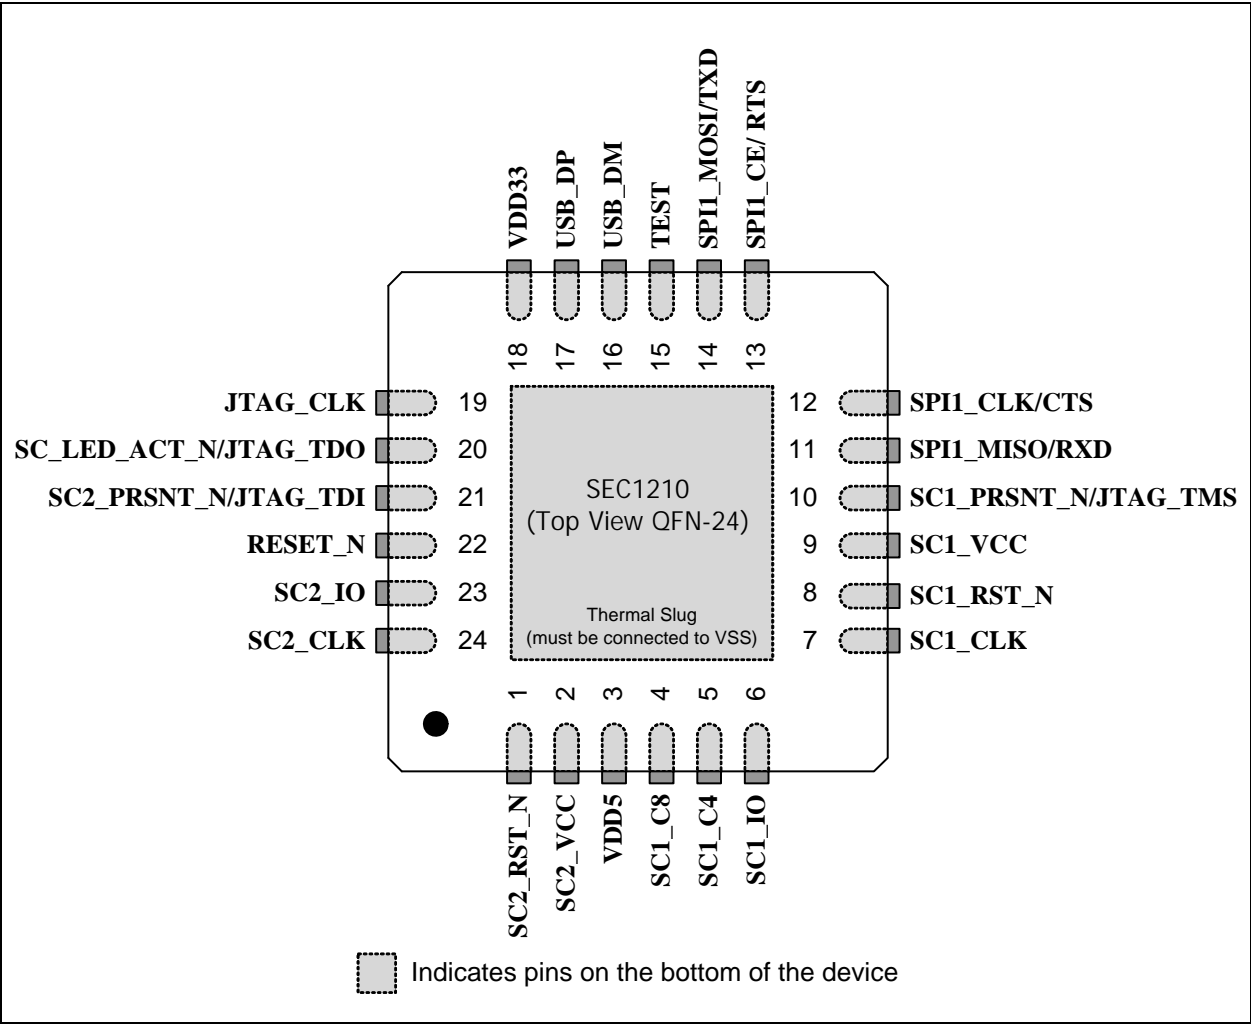 VDD33
USB_DP
USB_DM
TEST
SPI1_MOSI/TXD
SPI1_CE/ RTS
18
17
16
15
14
13
JTAG_CLK
19
12
SPI1_CLK/CTS
SC_LED_ACT_N/JTAG_TDO
20
11
SPI1_MISO/RXD
SC2_PRSNT_N/JTAG_TDI
21
10
SC1_PRSNT_N/JTAG_TMS
RESET_N
22
9
SC1_VCC
SC2_IO
23
8
SC1_RST_N
SC2_CLK
24
7
SC1_CLK
SEC1210
(Top View QFN-24)
Thermal Slug
(must be connected to VSS)
1
2
3
4
5
6
SC2_RST_N
SC2_VCC
VDD5
SC1_C8
SC1_C4
SC1_IO
Indicates pins on the bottom of the device